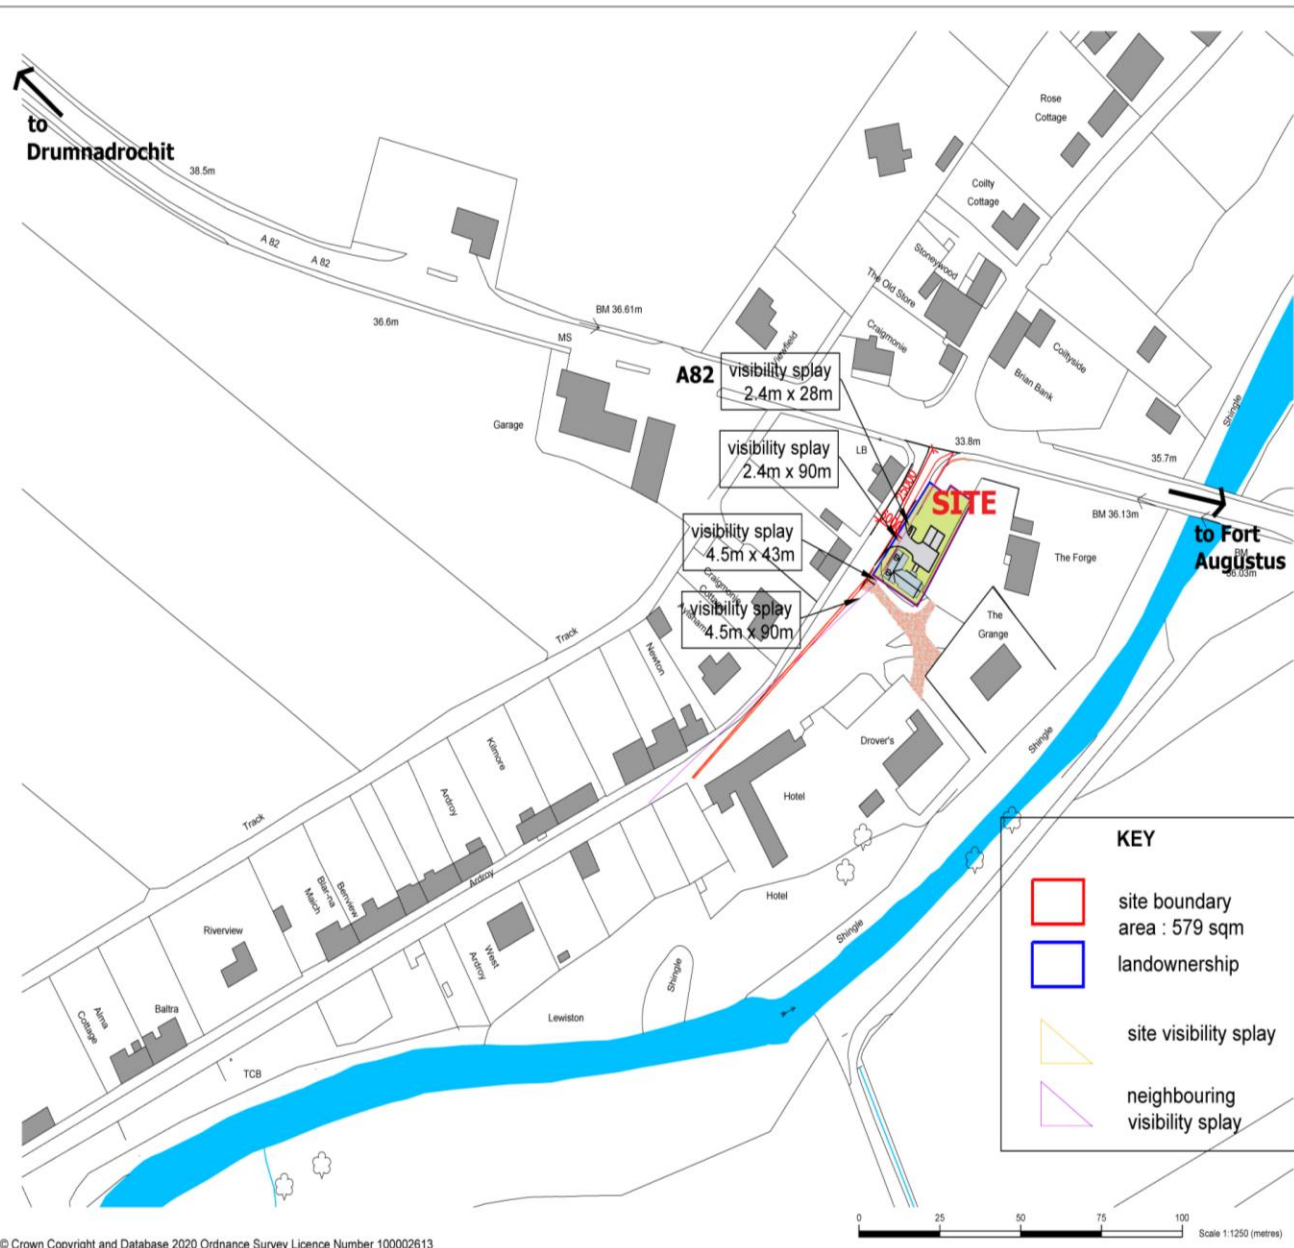 to
Drumnadrochit
38.5m
A 82
A 82
36.6m
BM 36.61m
MS
Garage
A82
visibility splay
2.4m x 28m
visibility splay
2.4m x 90m
visibility splay
4.5m x 43m
visibility splay
4.5m x 90m
Rose
Cottage
Coilty
Cottage
Stoneywood
The Old Store
Craigmonie
Coiltyside
Brian Bank
Shingle
LB
33.8m
35.7m
SITE
BM 36.13m
to Fort
Augustus
The Forge
The
Grange
Craigmonie
Newton
Track
Kilmore
Ardroy
Track
Drover's
Hotel
Hotel
Shingle
Shingle
Shingle
Blar-na
Maich
Benview
Ardroy
West
Ardroy
Riverview
Alma
Cottage
Baltra
Lewiston
TCB
KEY
site boundary
area : 579 sqm
landownership
site visibility splay
neighbouring
visibility splay
0 25 50 75 100
Scale 1:1250 (metres)
© Crown Copyright and Database 2020 Ordnance Survey Licence Number 100002613